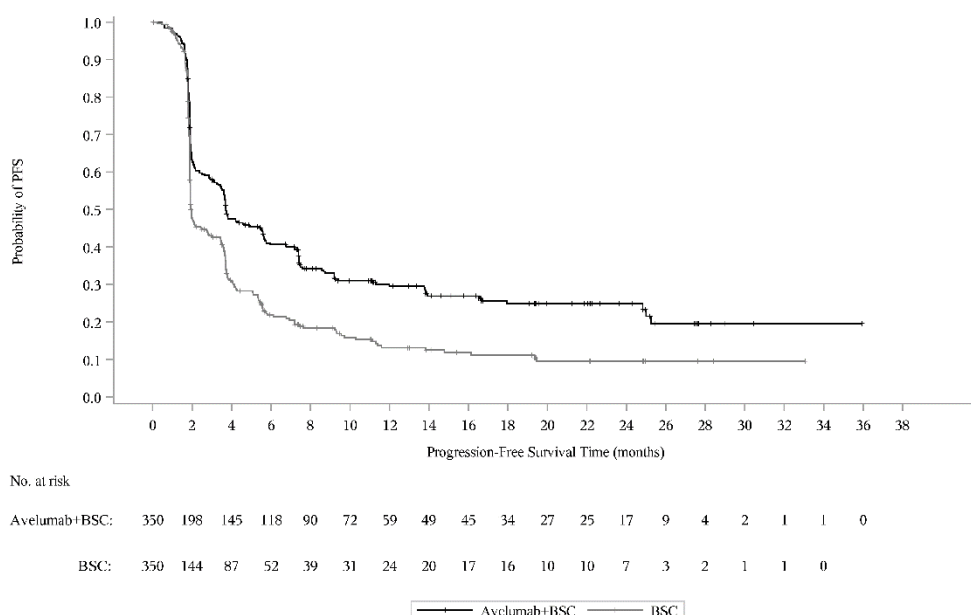 1.0
0.9
0.8
0.7
0.6
0.5
0.4
0.3
0.2
0.1
0.0
Probability of PFS
0 2 4 6 8 10 12 14 16 18 20 22 24 26 28 30 32 34 36 38
Progression-Free Survival Time (months)
No. at risk
Avelumab+BSC: 350 198 145 118 90 72 59 49 45 34 27 25 17 9 4 2 1 1 0
BSC: 350 144 87 52 39 31 24 20 17 16 10 10 7 3 2 1 1 0
Avelumab+BSC BSC